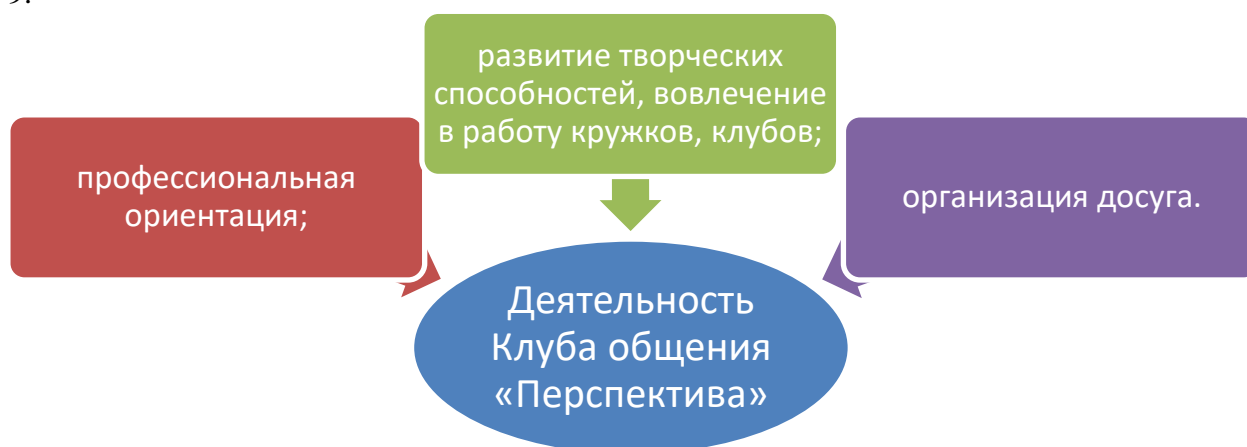 развитие творческих
способностей, вовлечение
в работу кружков, клубов;
профессиональная
ориентация;
организация досуга.
Деятельность
Клуба общения
«Перспектива»